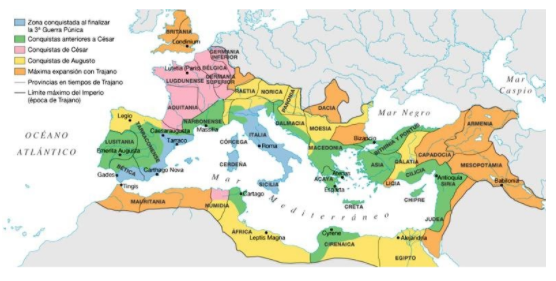 Zona conquistada al finalizar
la 3ª Guerra Púnica
Conquistas anteriores a César
Conquistas de César
Conquistas de Augusto
Máxima expansión con Trajano
Provincias en tiempos de Trajano
Límite máximo del Imperio
(época de Trajano)
BRITANIA
Londinium
GERMANIA
INFERIOR
BÉLGICA
LUGDUNENSE
GERMANIA
SUPERIOR
AQUITANIA
NARBONENSE
Massilia
RAETIA
NORICA
PANONIA
DACIA
DALMACIA
MOESIA
Mar Negro
Mar
Caspio
OCÉANO
ATLÁNTICO
Legio
TARRACONENSE
Caesaraugusta
Tarraco
LUSITANIA
Emerita Augusta
BÉTICA
Gades
Cartago Nova
Tingis
CÓRCEGA
CERDEÑA
ITALIA
Roma
SICILIA
MACEDONIA
Bizancio
BITHINIA Y PONTO
ARMENIA
GALATIA
CAPADOCIA
ASIA
CILICIA
MESOPOTAMIA
ACAYA
Atenas
Esparta
LICIA
Antioquía
SIRIA
Babilonia
CRETA
CHIPRE
Mar Mediterráneo
MAURITANIA
NUMIDIA
Cartago
ÁFRICA
Leptis Magna
Cyrene
CIRENAICA
Alejandría
EGIPTO
JUDEA